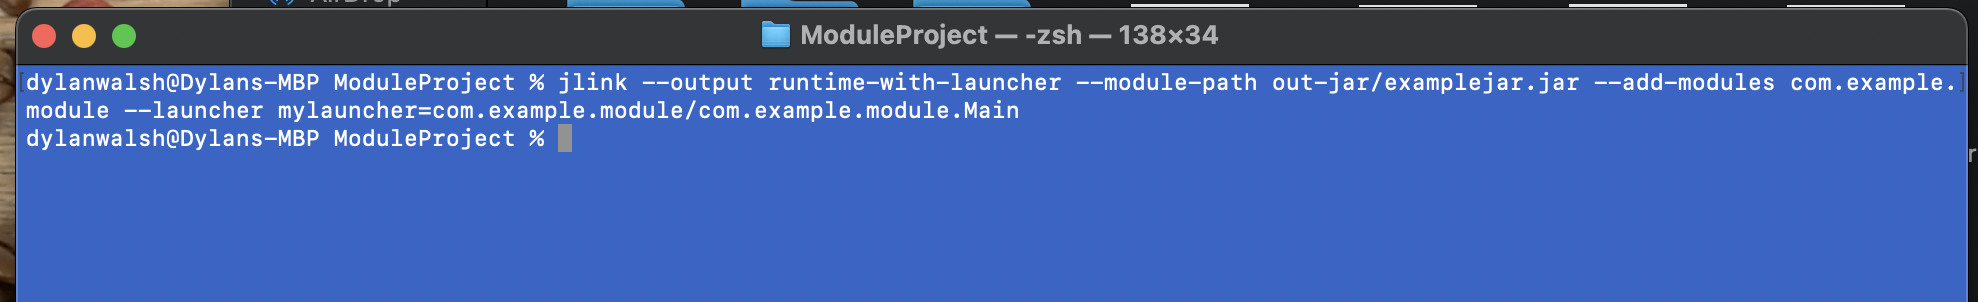 AirDrop
ModuleProject — -zsh — 138×34
dylanwalsh@Dylans-MBP ModuleProject % jlink --output runtime-with-launcher --module-path out-jar/examplejar.jar --add-modules com.example.
module --launcher mylauncher=com.example.module/com.example.module.Main
dylanwalsh@Dylans-MBP ModuleProject %